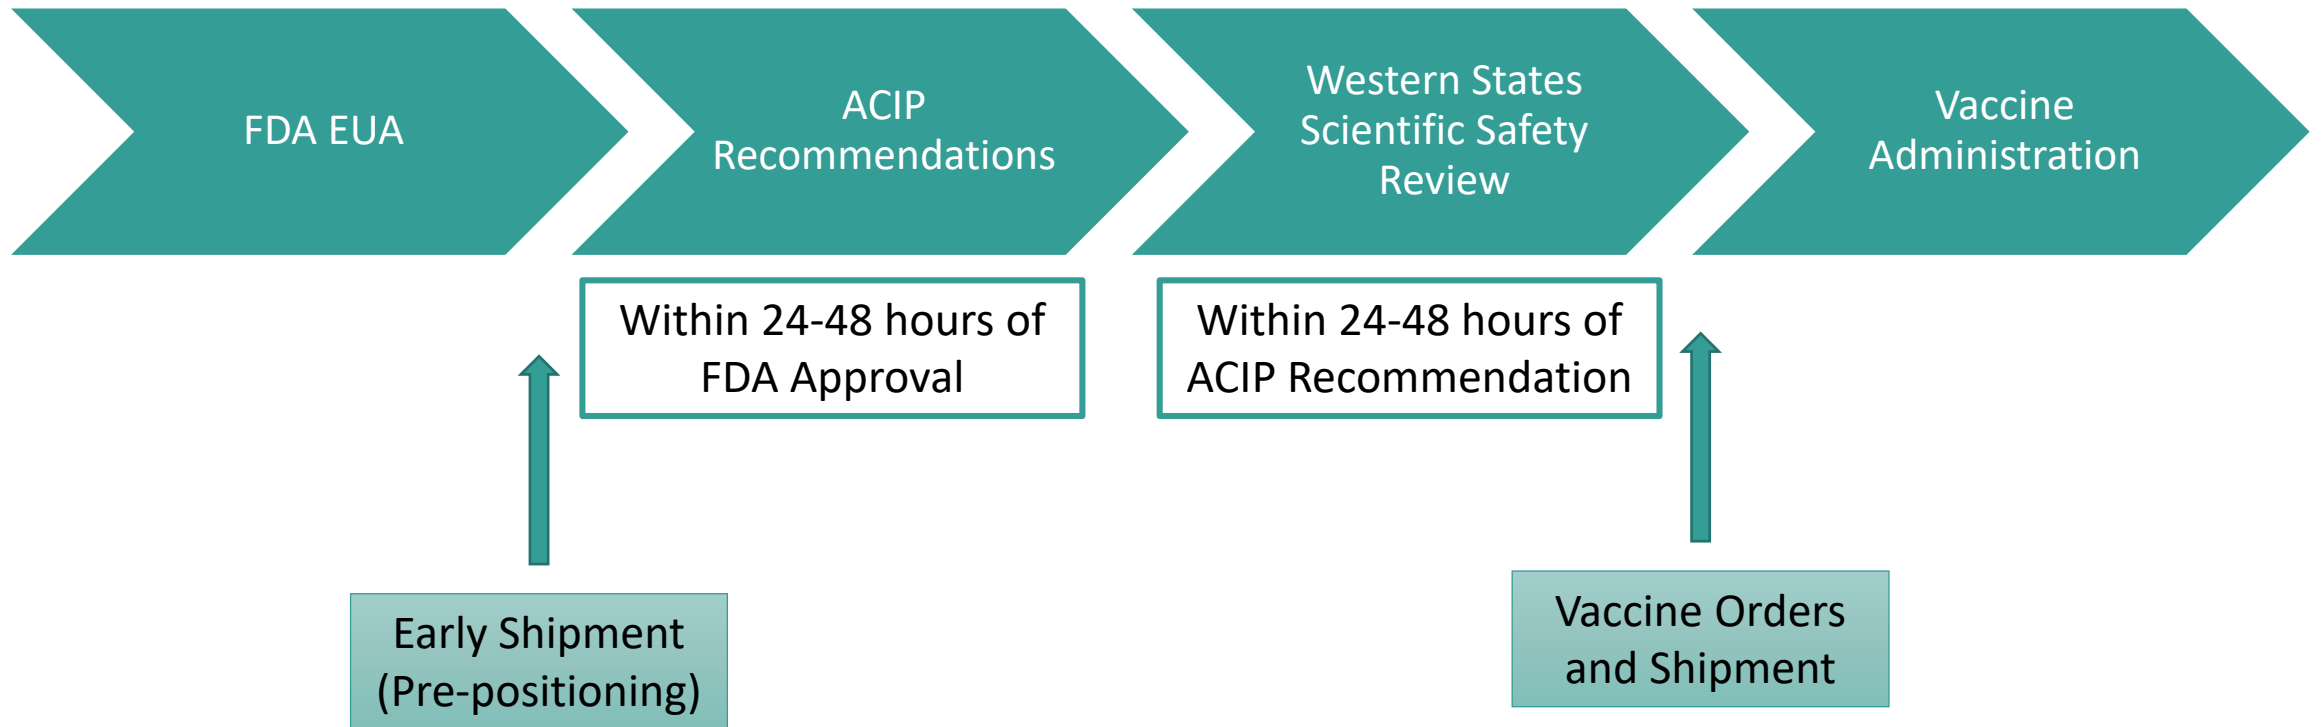 FDA EUA
ACIP
Recommendations
Western States
Scientific Safety
Review
Vaccine
Administration
Within 24-48 hours of
FDA Approval
Within 24-48 hours of
ACIP Recommendation
Early Shipment
(Pre-positioning)
Vaccine Orders
and Shipment